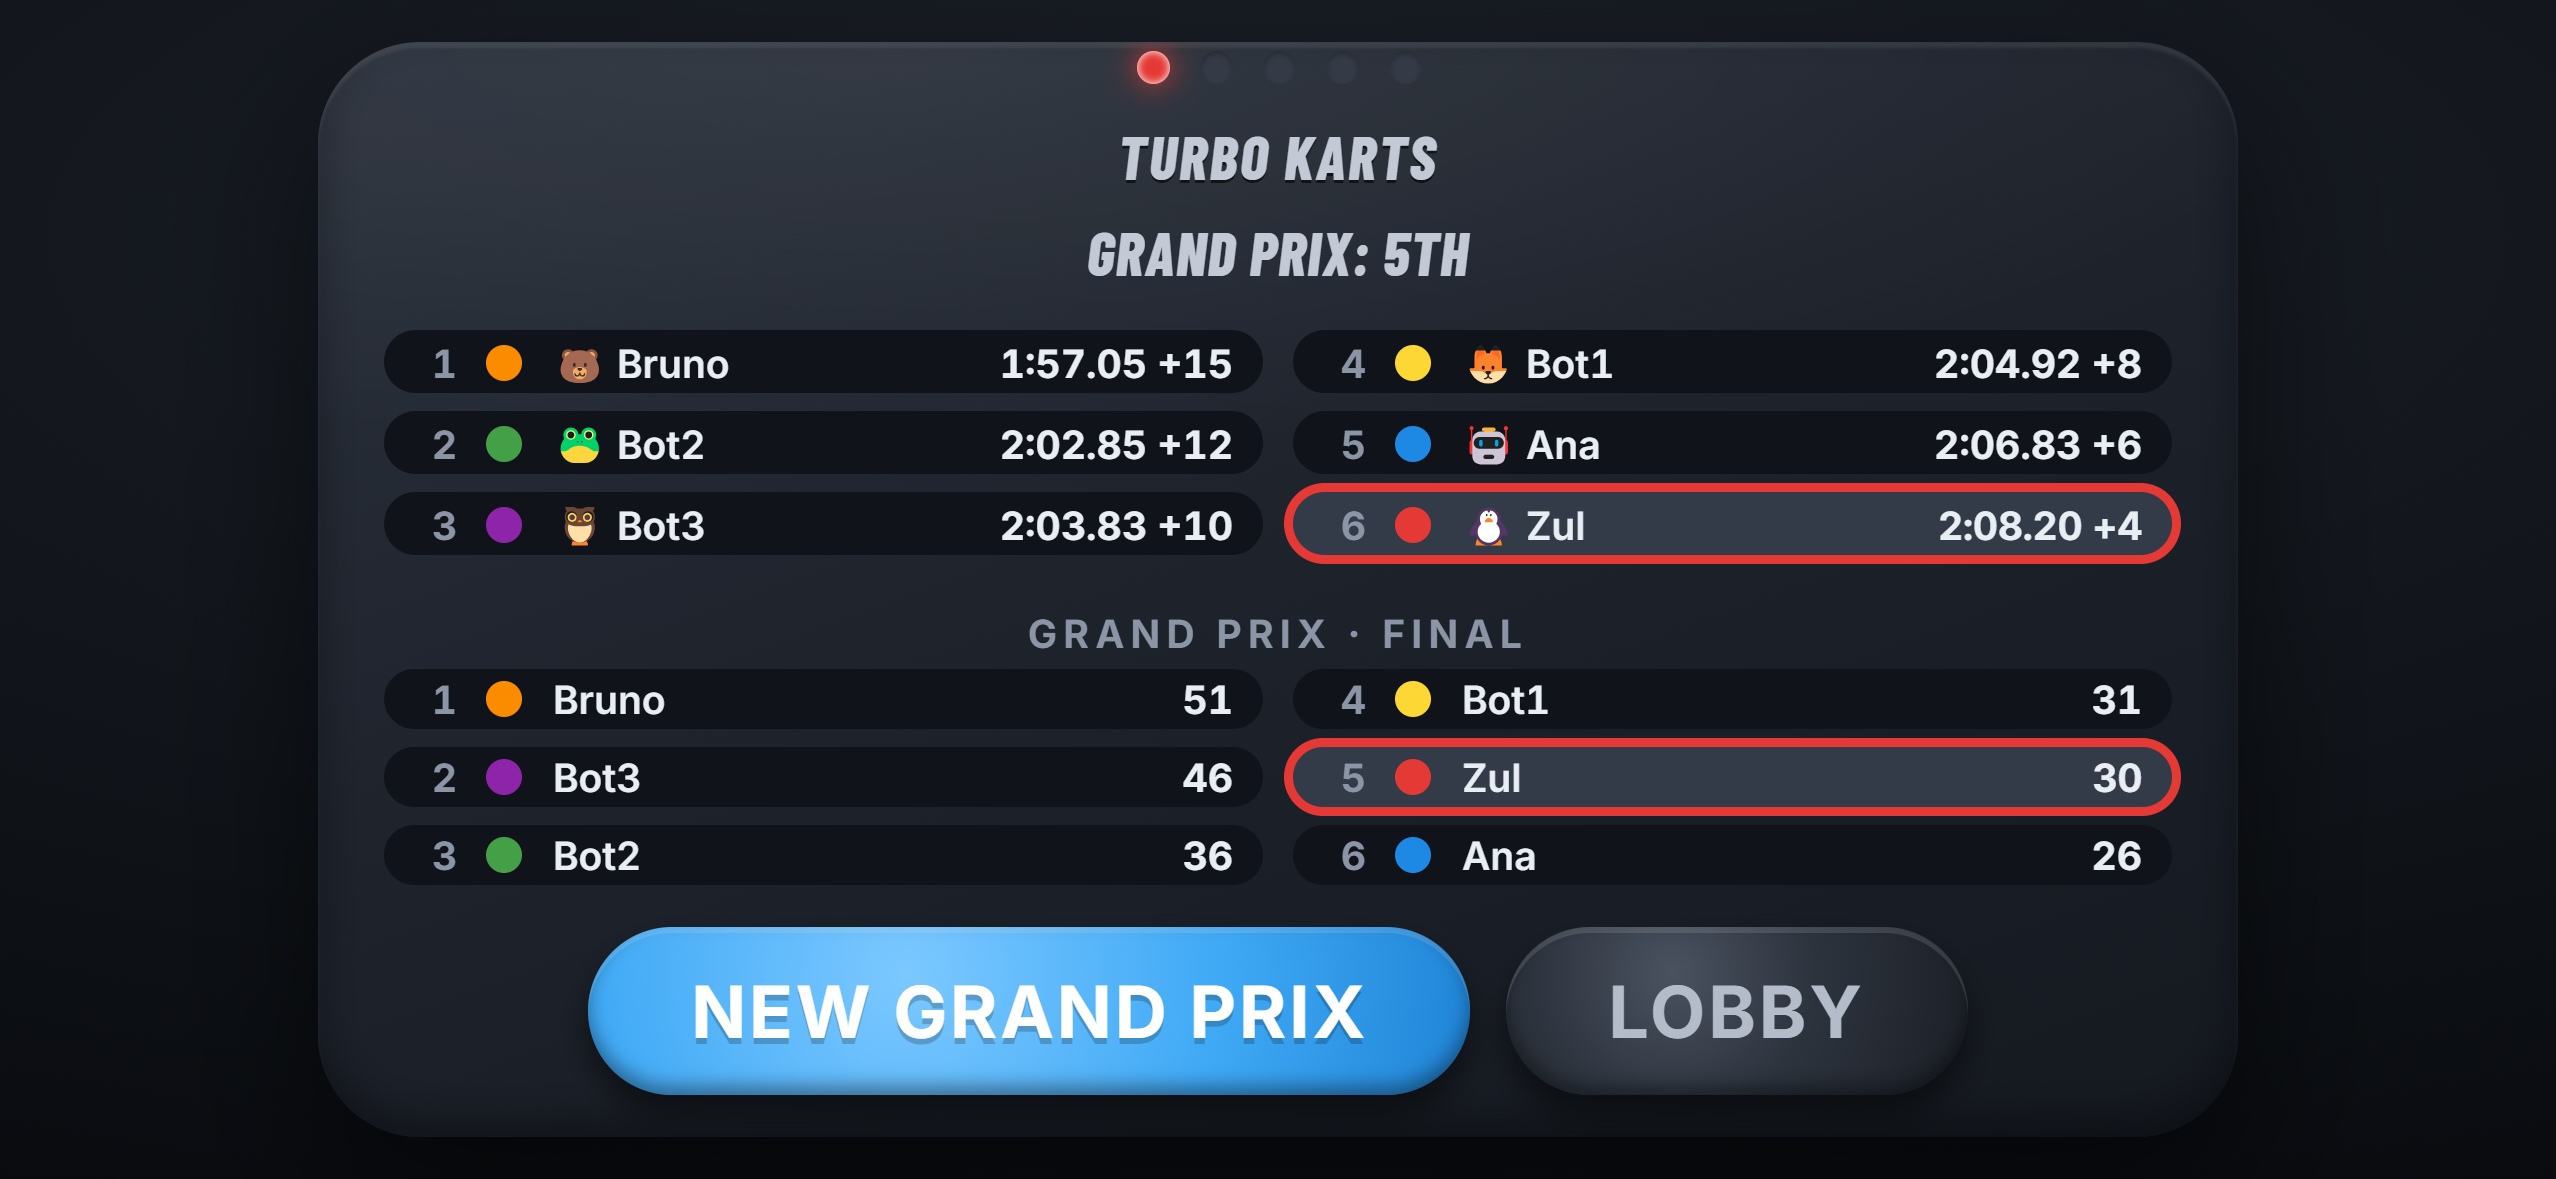 TURBO KARTS
GRAND PRIX: 5TH
1 Bruno 1:57.05 +15
2 Bot2 2:02.85 +12
3 Bot3 2:03.83 +10
4 Bot1 2:04.92 +8
5 Ana 2:06.83 +6
6 Zul 2:08.20 +4
GRAND PRIX · FINAL
1 Bruno 51
2 Bot3 46
3 Bot2 36
4 Bot1 31
5 Zul 30
6 Ana 26
NEW GRAND PRIX
LOBBY